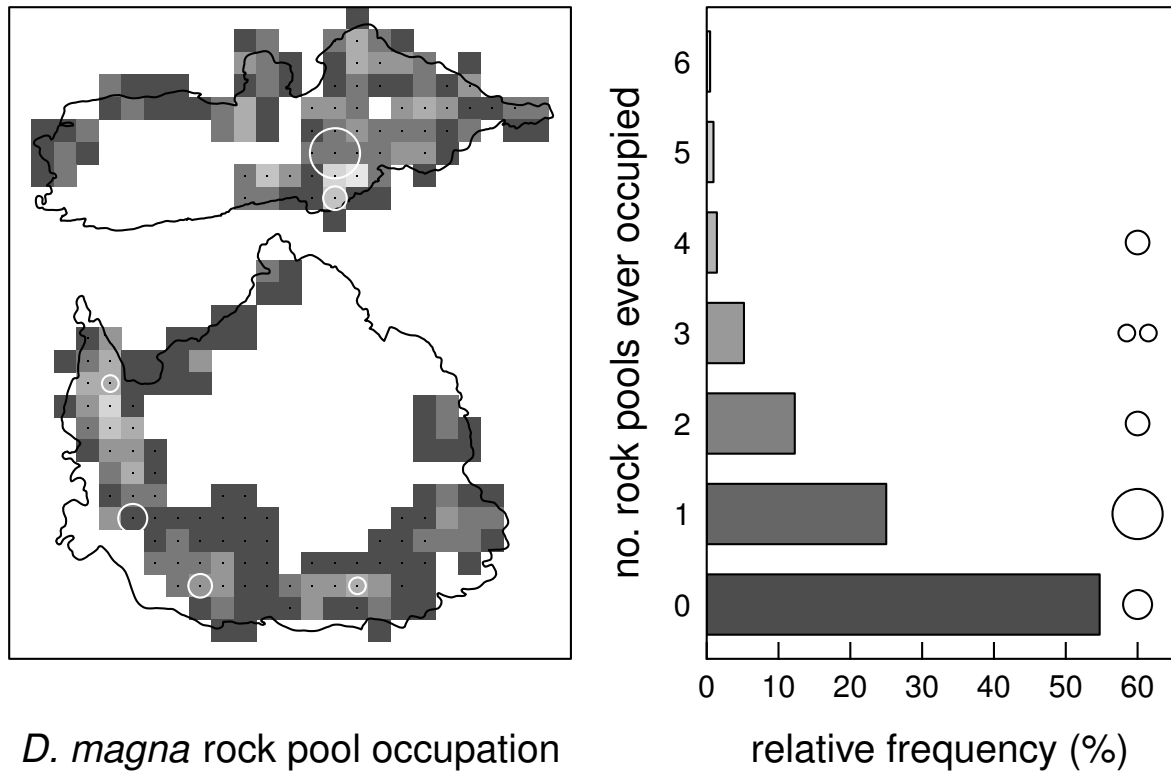 D. magna rock pool occupation
no. rock pools ever occupied
6
5
4
3
2
1
0
0 10 20 30 40 50 60
relative frequency (%)